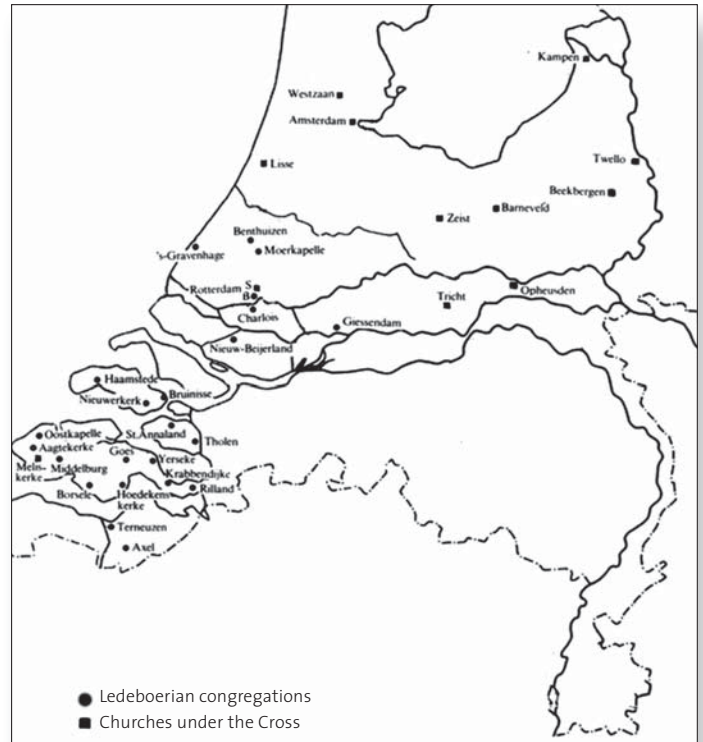 Kampen
Westzaan
Amsterdam
Lisse
Twello
Beekbergen
Barneveld
Zeist
Benthuizen
Moerkapelle
's-Gravenhage
Rotterdam S
B
Charlois
Opheusden
Tricht
Giessendam
Nieuw-Beijerland
Haamstede
Bruinisse
Nieuwerkerk
St.Annaland
Tholen
Oostkapelle
Aagtekerke
Goes
Yerseke
Melis-
kerke
Middelburg
Krabbendijke
Rilland
Borsele
Hoedekens
kerke
Terneuzen
Axel
Ledeboerian congregations
Churches under the Cross